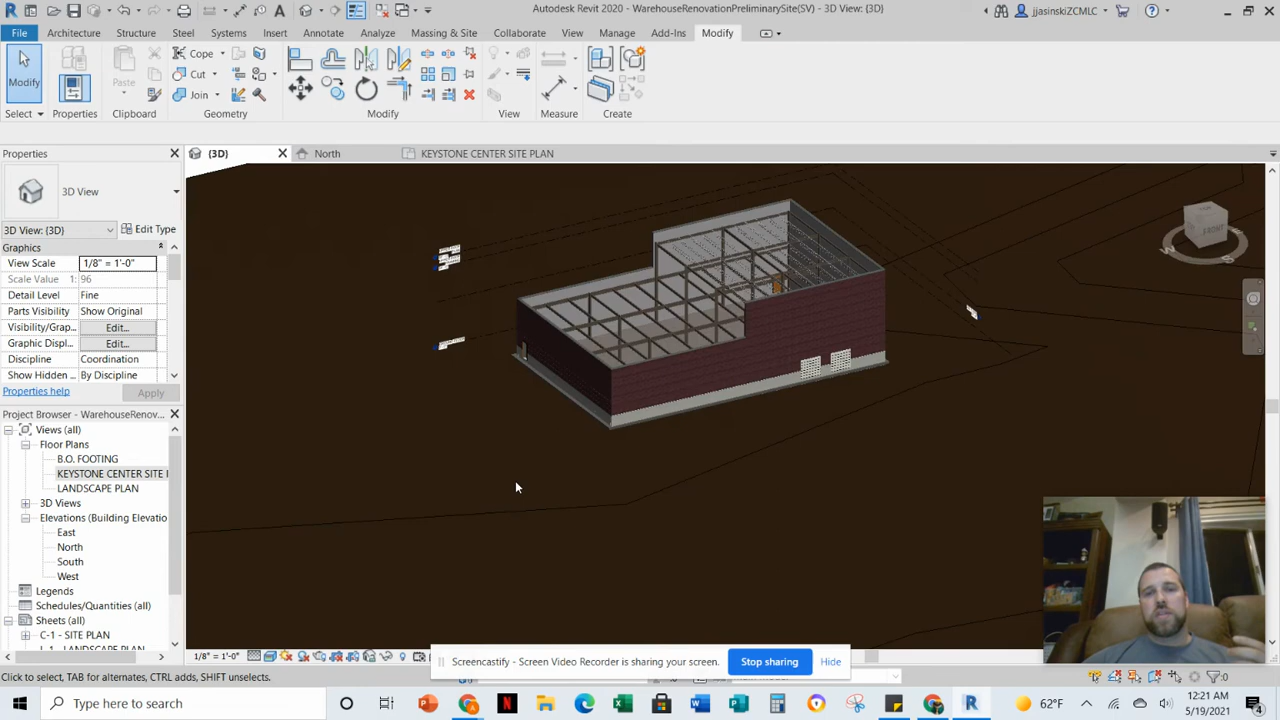 Autodesk Revit 2020 - WarehouseRenovationPreliminarySite(SV) - 3D View: {3D}
jjasinskiZCMLC
File Architecture Structure Steel Systems Insert Annotate Analyze Massing & Site Collaborate View Manage Add-Ins Modify
Modify Paste Cope
Cut
Join
Select Properties Clipboard Geometry Modify View Measure Create
Properties
{3D} North KEYSTONE CENTER SITE PLAN
3D View
3D View: {3D} Edit Type
Graphics
View Scale 1/8" = 1'-0"
Scale Value 1: 96
Detail Level Fine
Parts Visibility Show Original
Visibility/Grap... Edit...
Graphic Displ... Edit...
Discipline Coordination
Show Hidden By Discipline
Properties help Apply
Project Browser - WarehouseRenov...
Views (all)
Floor Plans
B.O. FOOTING
KEYSTONE CENTER SITE
LANDSCAPE PLAN
3D Views
Elevations (Building Elevatio
East
North
South
West
Legends
Schedules/Quantities (all)
Sheets (all)
C-1 - SITE PLAN
FRONT
W
1/8" = 1'-0"
Screencastify - Screen Video Recorder is sharing your screen. Stop sharing Hide
Click to select, TAB for alternates, CTRL adds, SHIFT unselects.
:0
Type here to search
62°F
12:21 AM
5/19/2021
4